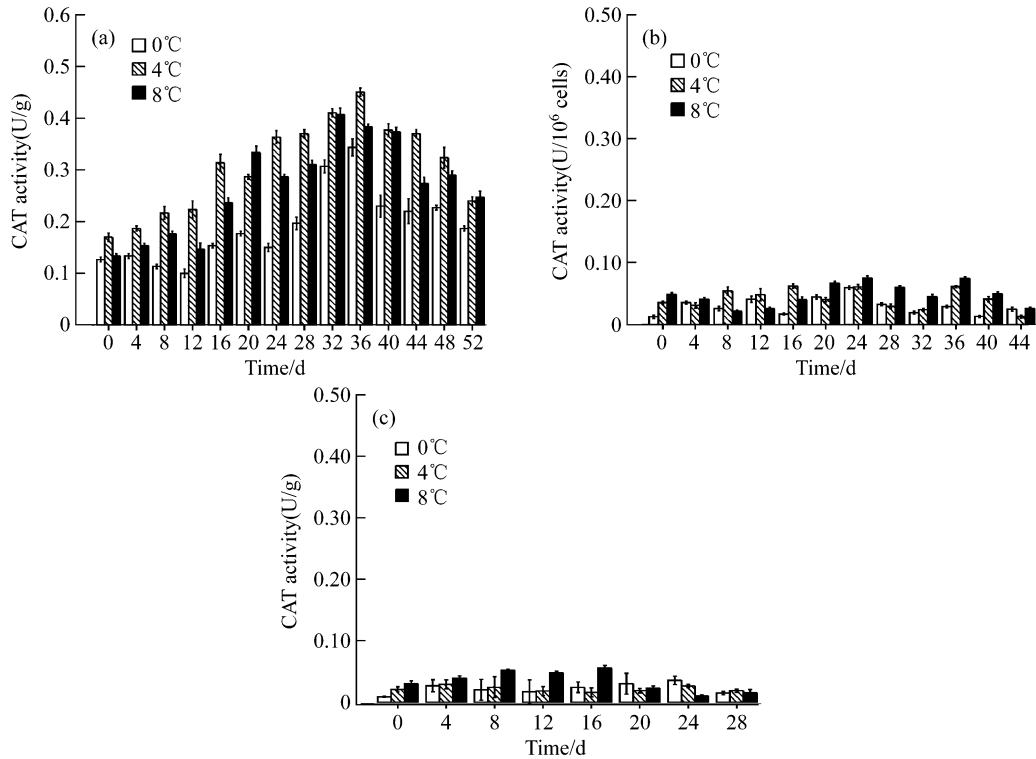 0.6
(a)
0℃
4℃
8℃
0.5
0.4
0.3
0.2
0.1
0
CAT activity(U/g)
0 4 8 12 16 20 24 28 32 36 40 44 48 52
Time/d
0.50
(b)
0℃
4℃
8℃
0.40
0.30
0.20
0.10
0
CAT activity(U/10⁶ cells)
0 4 8 12 16 20 24 28 32 36 40 44
Time/d
0.50
(c)
0℃
4℃
8℃
0.40
0.30
0.20
0.10
0
CAT activity(U/g)
0 4 8 12 16 20 24 28
Time/d